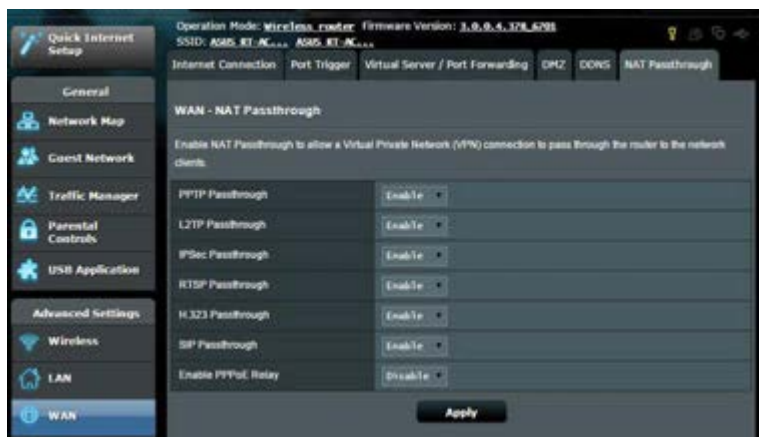 Quick Internet
Setup
Operation Mode: Wireless router Firmware Version: 3.0.0.4.378_6701
SSID: ASUS RT-AC... ASUS RT-AC...
Internet Connection Port Trigger Virtual Server / Port Forwarding DMZ DDNS NAT Passthrough
General
Network Map
Guest Network
Traffic Manager
Parental
Controls
USB Application
Advanced Settings
Wireless
LAN
WAN
WAN - NAT Passthrough
Enable NAT Passthrough to allow a Virtual Private Network (VPN) connection to pass through the router to the network
clients.
PPTP Passthrough Enable
L2TP Passthrough Enable
IPSec Passthrough Enable
RTSP Passthrough Enable
H.323 Passthrough Enable
SIP Passthrough Enable
Enable PPPoE Relay Disable
Apply